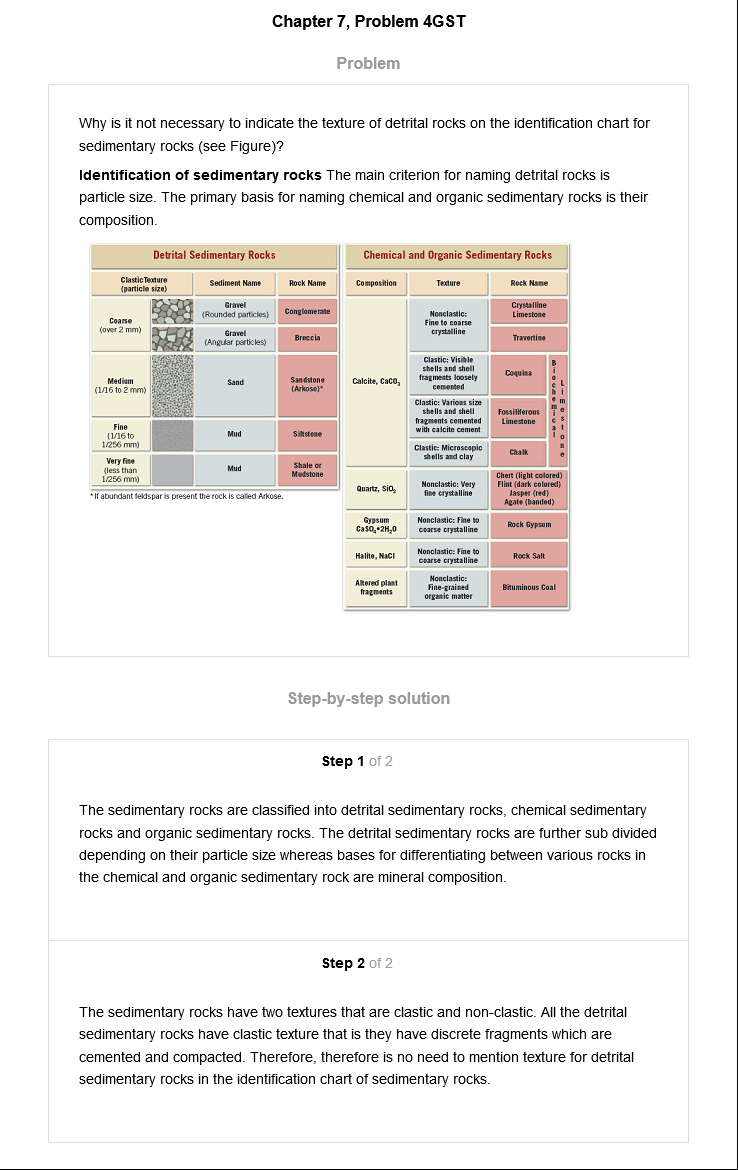 Chapter 7, Problem 4GST
Problem
Why is it not necessary to indicate the texture of detrital rocks on the identification chart for
sedimentary rocks (see Figure)?
Identification of sedimentary rocks The main criterion for naming detrital rocks is
particle size. The primary basis for naming chemical and organic sedimentary rocks is their
composition.
Detrital Sedimentary Rocks
ClasticTexture
(particle size)
Sediment Name
Rock Name
Coarse
(over 2 mm)
Gravel
(Rounded particles)
Conglomerate
Gravel
(Angular particles)
Breccia
Medium
(1/16 to 2 mm)
Sand
Sandstone
(Arkose)*
Fine
(1/16 to
1/256 mm)
Mud
Siltstone
Very fine
(less than
1/256 mm)
Mud
Shale or
Mudstone
*If abundant feldspar is present the rock is called Arkose.
Chemical and Organic Sedimentary Rocks
Composition
Texture
Rock Name
Calcite, CaCO₃
Nonclastic:
Fine to coarse
crystalline
Crystalline
Limestone
Travertine
Clastic: Visible
shells and shell
fragments loosely
cemented
Coquina
Clastic: Various size
shells and shell
fragments cemented
with calcite cement
Fossiliferous
Limestone
Clastic: Microscopic
shells and clay
Chalk
Biochemical
Limestone
Quartz, SiO₂
Nonclastic: Very
fine crystalline
Chert (light colored)
Flint (dark colored)
Jasper (red)
Agate (banded)
Gypsum
CaSO₄•2H₂O
Nonclastic: Fine to
coarse crystalline
Rock Gypsum
Halite, NaCl
Nonclastic: Fine to
coarse crystalline
Rock Salt
Altered plant
fragments
Nonclastic:
Fine-grained
organic matter
Bituminous Coal
Step-by-step solution
Step 1 of 2
The sedimentary rocks are classified into detrital sedimentary rocks, chemical sedimentary
rocks and organic sedimentary rocks. The detrital sedimentary rocks are further sub divided
depending on their particle size whereas bases for differentiating between various rocks in
the chemical and organic sedimentary rock are mineral composition.
Step 2 of 2
The sedimentary rocks have two textures that are clastic and non-clastic. All the detrital
sedimentary rocks have clastic texture that is they have discrete fragments which are
cemented and compacted. Therefore, therefore is no need to mention texture for detrital
sedimentary rocks in the identification chart of sedimentary rocks.